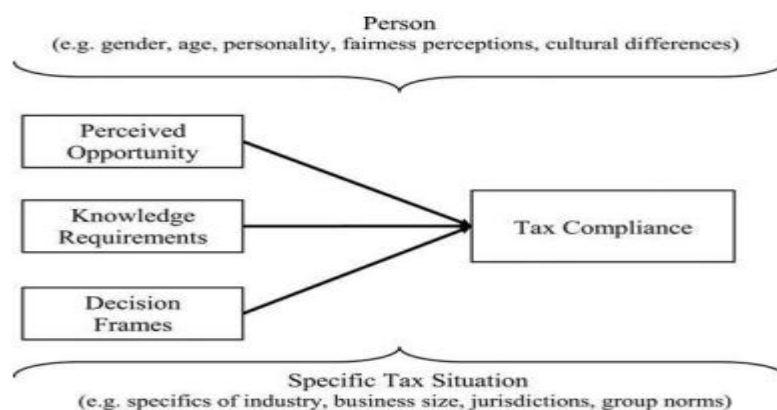 Person
(e.g. gender, age, personality, fairness perceptions, cultural differences)
Perceived
Opportunity
Knowledge
Requirements
Decision
Frames
Tax Compliance
Specific Tax Situation
(e.g. specifics of industry, business size, jurisdictions, group norms)